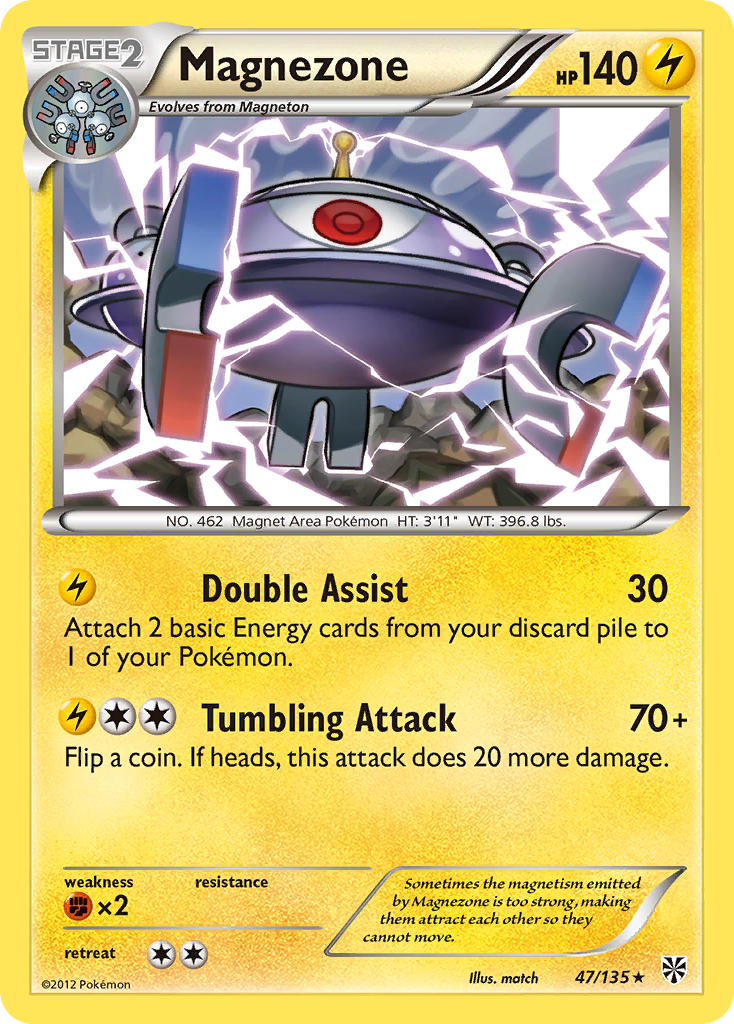 STAGE2
Magnezone
HP140
Evolves from Magneton
NO. 462 Magnet Area Pokémon HT: 3'11" WT: 396.8 lbs.
Double Assist 30
Attach 2 basic Energy cards from your discard pile to
1 of your Pokémon.
Tumbling Attack 70+
Flip a coin. If heads, this attack does 20 more damage.
weakness resistance
×2
retreat
Sometimes the magnetism emitted
by Magnezone is too strong, making
them attract each other so they
cannot move.
©2012 Pokémon Illus. match 47/135 ★